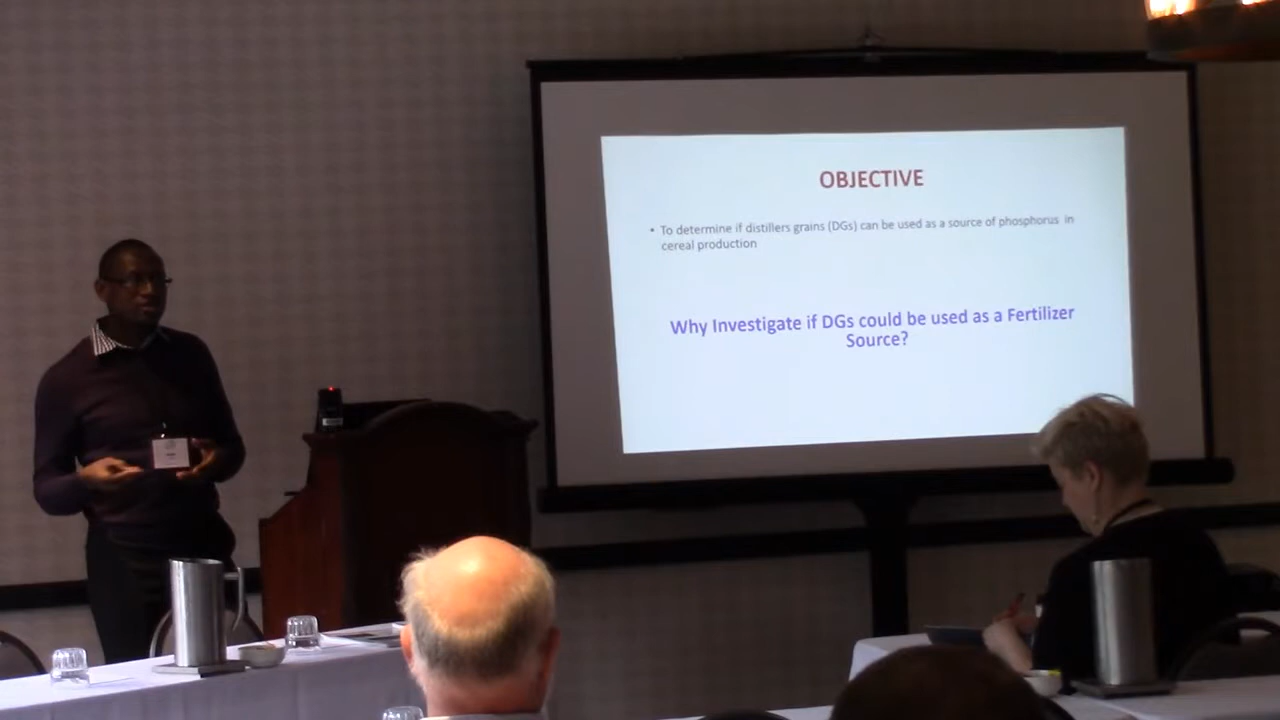 OBJECTIVE
• To determine if distillers grains (DGs) can be used as a source of phosphorus in
cereal production
Why Investigate if DGs could be used as a Fertilizer
Source?